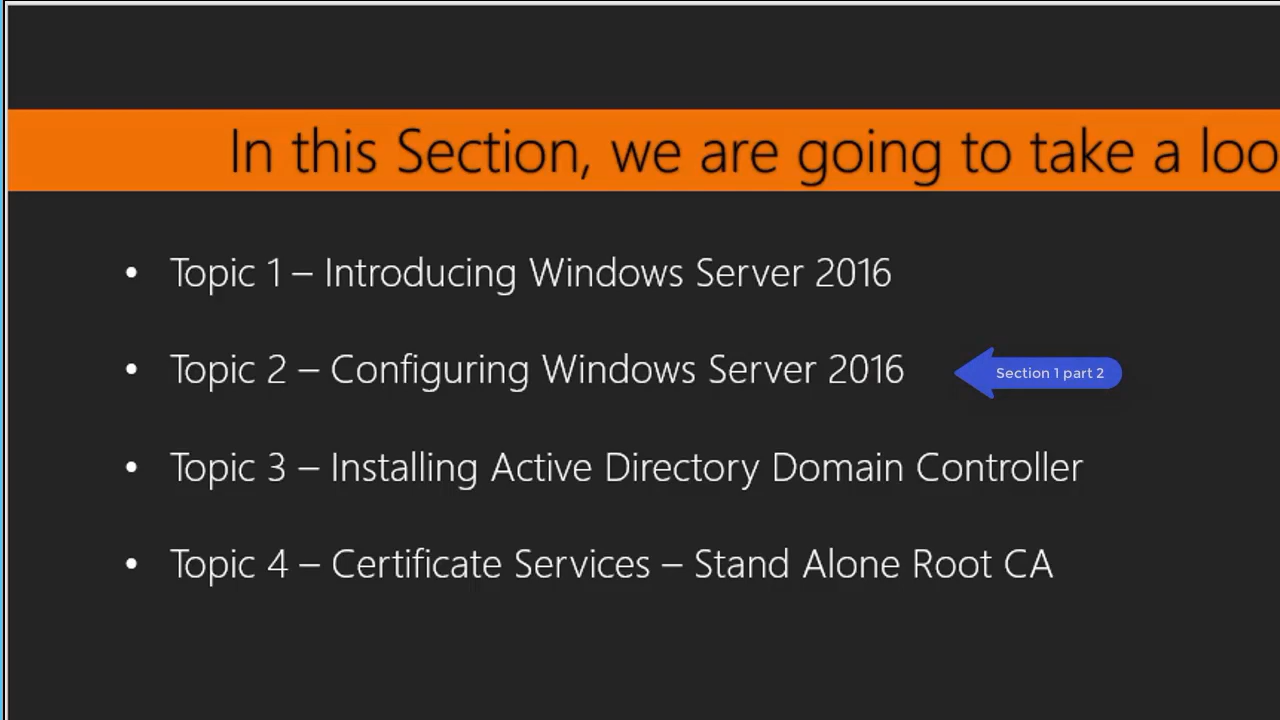 In this Section, we are going to take a loo
• Topic 1 – Introducing Windows Server 2016
• Topic 2 – Configuring Windows Server 2016
Section 1 part 2
• Topic 3 – Installing Active Directory Domain Controller
• Topic 4 – Certificate Services – Stand Alone Root CA